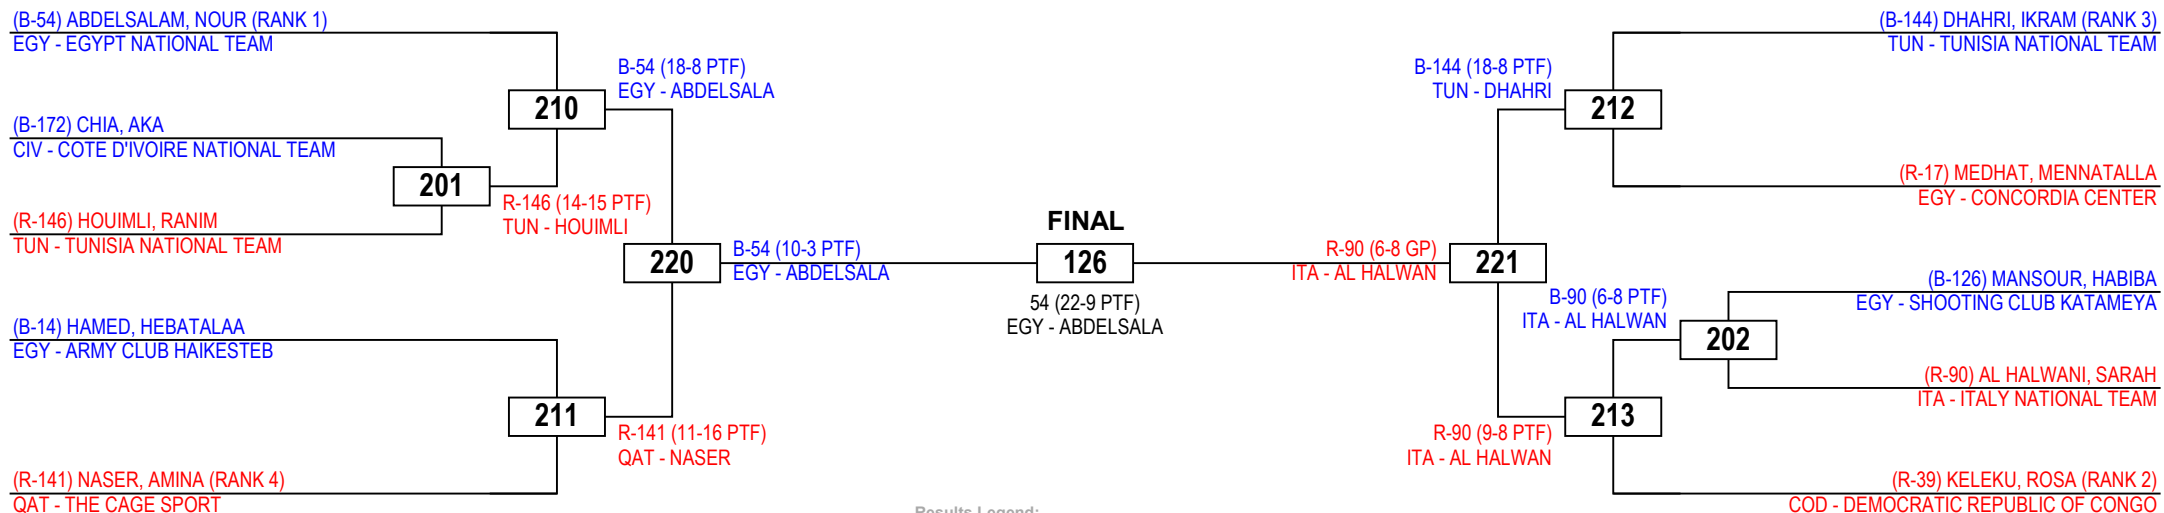 (B-54) ABDELSALAM, NOUR (RANK 1)
EGY - EGYPT NATIONAL TEAM
(B-144) DHAHRI, IKRAM (RANK 3)
TUN - TUNISIA NATIONAL TEAM
B-54 (18-8 PTF)
EGY - ABDELSALA
B-144 (18-8 PTF)
TUN - DHAHRI
210
212
(B-172) CHIA, AKA
CIV - COTE D'IVOIRE NATIONAL TEAM
201
(R-17) MEDHAT, MENNATALLA
EGY - CONCORDIA CENTER
R-146 (14-15 PTF)
TUN - HOUIMLI
(R-146) HOUIMLI, RANIM
TUN - TUNISIA NATIONAL TEAM
FINAL
220
B-54 (10-3 PTF)
EGY - ABDELSALA
126
R-90 (6-8 GP)
ITA - AL HALWAN
221
54 (22-9 PTF)
EGY - ABDELSALA
(B-126) MANSOUR, HABIBA
EGY - SHOOTING CLUB KATAMEYA
B-90 (6-8 PTF)
ITA - AL HALWAN
202
(B-14) HAMED, HEBATALAA
EGY - ARMY CLUB HAIKESTEB
(R-90) AL HALWANI, SARAH
ITA - ITALY NATIONAL TEAM
211
213
R-141 (11-16 PTF)
QAT - NASER
R-90 (9-8 PTF)
ITA - AL HALWAN
(R-141) NASER, AMINA (RANK 4)
QAT - THE CAGE SPORT
(R-39) KELEKU, ROSA (RANK 2)
COD - DEMOCRATIC REPUBLIC OF CONGO
Results Legend: